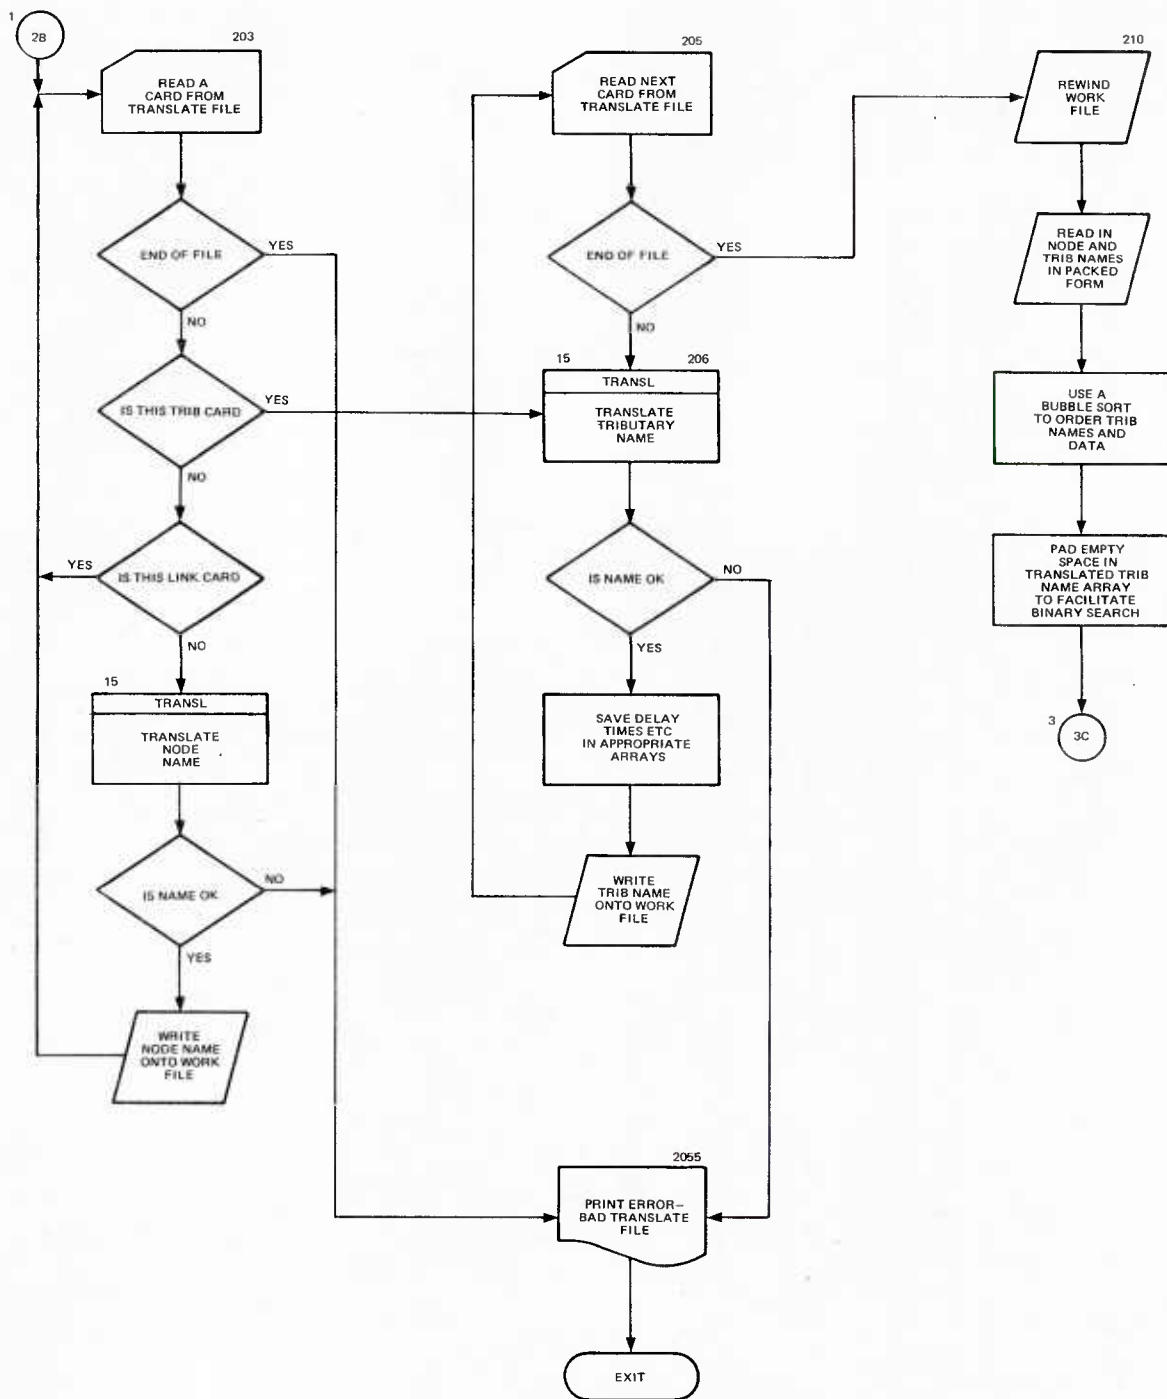 1
2B
203
READ A
CARD FROM
TRANSLATE FILE
END OF FILE
YES
NO
IS THIS TRIB CARD
YES
NO
IS THIS LINK CARD
YES
NO
15
TRANSL
TRANSLATE
NODE
NAME
IS NAME OK
NO
YES
WRITE
NODE NAME
ONTO WORK
FILE
205
READ NEXT
CARD FROM
TRANSLATE FILE
END OF FILE
YES
NO
15
206
TRANSL
TRANSLATE
TRIBUTARY
NAME
IS NAME OK
NO
YES
SAVE DELAY
TIMES ETC
IN APPROPRIATE
ARRAYS
WRITE
TRIB NAME
ONTO WORK
FILE
2055
PRINT ERROR—
BAD TRANSLATE
FILE
EXIT
210
REWIND
WORK
FILE
READ IN
NODE AND
TRIB NAMES
IN PACKED
FORM
USE A
BUBBLE SORT
TO ORDER TRIB
NAMES AND
DATA
PAD EMPTY
SPACE IN
TRANSLATED TRIB
NAME ARRAY
TO FACILITATE
BINARY SEARCH
3
3C